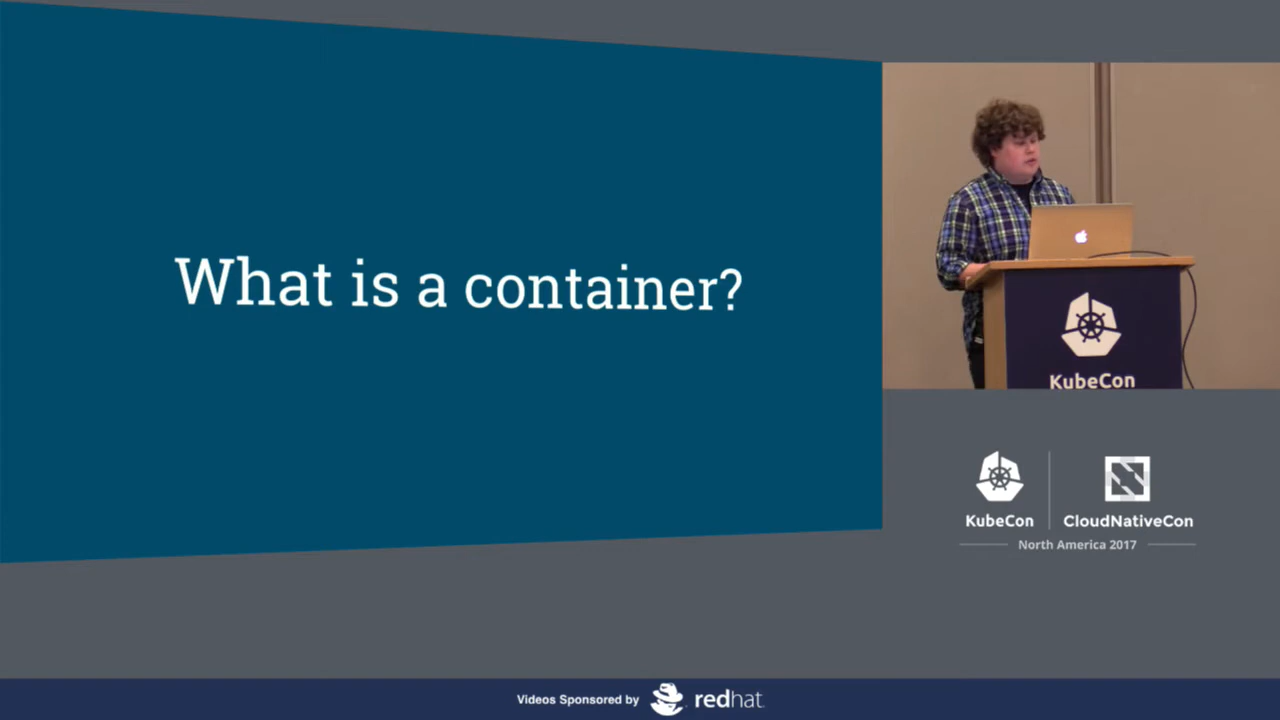 What is a container?
KubeCon
KubeCon
CloudNativeCon
North America 2017
Videos Sponsored by redhat.